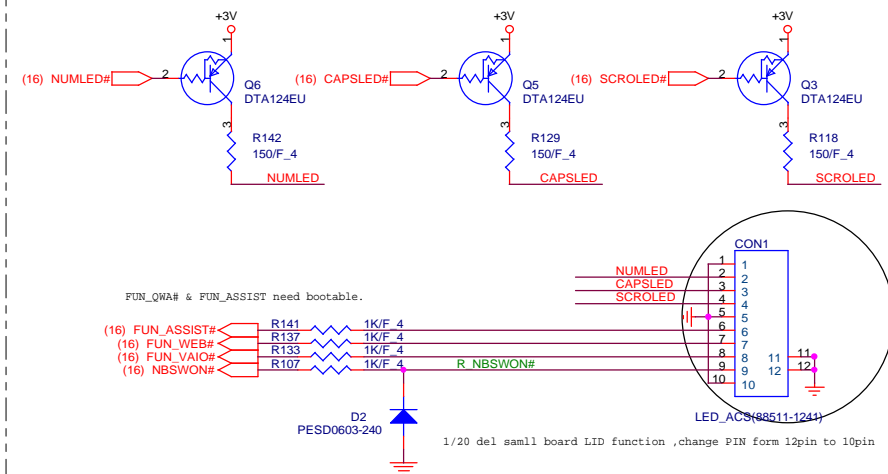 +3V +3V +3V
1 1 1
(16) NUMLED# 2 (16) CAPSLED# 2 (16) SCROLED# 2
Q6 Q5 Q3
DTA124EU DTA124EU DTA124EU
3 3 3
R142 R129 R118
150/F_4 150/F_4 150/F_4
NUMLED CAPSLED SCROLED
CON1
1 1
NUMLED 2 2
CAPSLED 3 3
SCROLED 4 4
5 5
FUN_QWA# & FUN_ASSIST need bootable.
(16) FUN_ASSIST# R141 1K/F_4 6 6
(16) FUN_WEB# R137 1K/F_4 7 7
(16) FUN_VAIO# R133 1K/F_4 8 8 11 11
(16) NBSWON# R107 1K/F_4 R_NBSWON# 9 9 12 12
10 10
D2 LED_ACS(88511-1241)
PESD0603-240
1/20 del samll board LID function ,change PIN form 12pin to 10pin